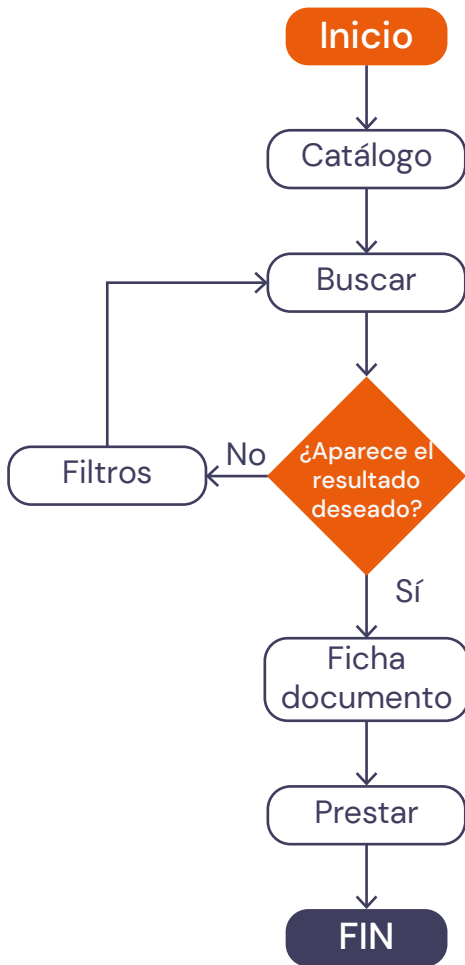 Inicio
Catálogo
Buscar
¿Aparece el
resultado
deseado?
No
Filtros
Sí
Ficha
documento
Prestar
FIN